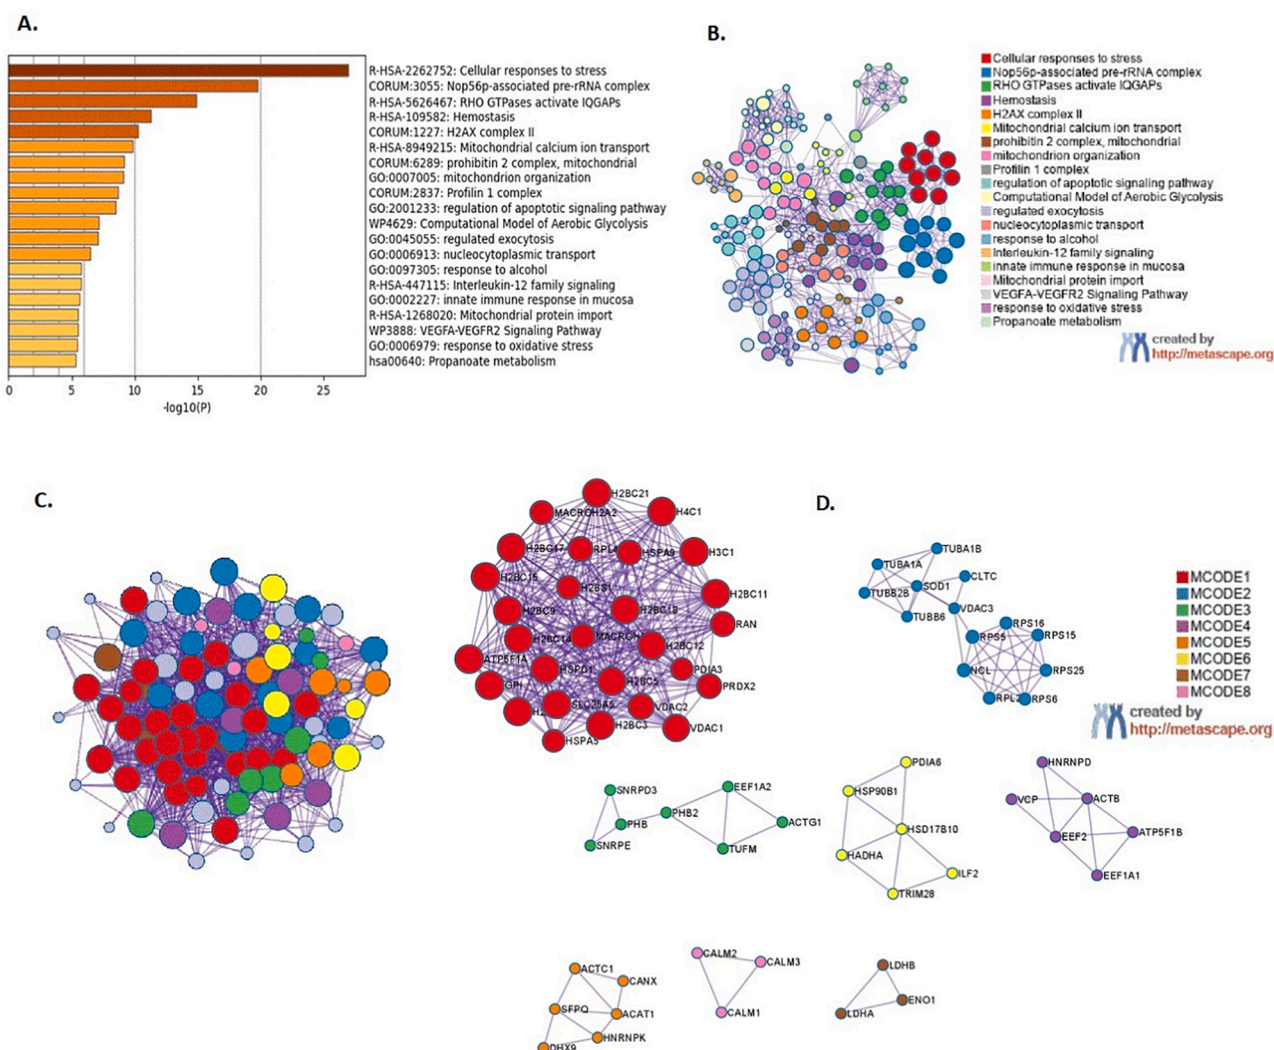 A.
R-HSA-2262752: Cellular responses to stress
CORUM:3055: Nop56p-associated pre-rRNA complex
R-HSA-5626467: RHO GTPases activate IQGAPs
R-HSA-109582: Hemostasis
CORUM:1227: H2AX complex II
R-HSA-8949215: Mitochondrial calcium ion transport
CORUM:6289: prohibitin 2 complex, mitochondrial
GO:0007005: mitochondrion organization
CORUM:2837: Profilin 1 complex
GO:2001233: regulation of apoptotic signaling pathway
WP4629: Computational Model of Aerobic Glycolysis
GO:0045055: regulated exocytosis
GO:0006913: nucleocytoplasmic transport
GO:0097305: response to alcohol
R-HSA-447115: Interleukin-12 family signaling
GO:0002227: innate immune response in mucosa
R-HSA-1268020: Mitochondrial protein import
WP3888: VEGFA-VEGFR2 Signaling Pathway
GO:0006979: response to oxidative stress
hsa00640: Propanoate metabolism
0 5 10 15 20 25
-log10(P)
B.
Cellular responses to stress
Nop56p-associated pre-rRNA complex
RHO GTPases activate IQGAPs
Hemostasis
H2AX complex II
Mitochondrial calcium ion transport
prohibitin 2 complex, mitochondrial
mitochondrion organization
Profilin 1 complex
regulation of apoptotic signaling pathway
Computational Model of Aerobic Glycolysis
regulated exocytosis
nucleocytoplasmic transport
response to alcohol
Interleukin-12 family signaling
innate immune response in mucosa
Mitochondrial protein import
VEGFA-VEGFR2 Signaling Pathway
response to oxidative stress
Propanoate metabolism
created by
http://metascape.org
C.
H2BC21
MACROH2A2
H4C1
H2BC17
RPL4
HSPA9
H3C1
H2BC15
H2BS1
H2BC11
H2BC9
H2BC18
RAN
H2BC14
MACROH
H2BC12
ATP5F1A
HSPD1
PDIA3
GPI
H2BC5
PRDX2
H2
SLC25A5
VDAC2
H2BC3
VDAC1
HSPA5
D.
TUBA1B
TUBA1A
CLTC
SOD1
TUBB2B
VDAC3
TUBB6
RPS16
RPS5
RPS15
NCL
RPS25
RPL7
RPS6
MCODE1
MCODE2
MCODE3
MCODE4
MCODE5
MCODE6
MCODE7
MCODE8
created by
http://metascape.org
SNRPD3
EEF1A2
PHB
PHB2
ACTG1
SNRPE
TUFM
PDIA6
HSP90B1
HSD17B10
HADHA
ILF2
TRIM28
HNRNPD
VCP
ACTB
EEF2
ATP5F1B
EEF1A1
ACTC1
CANX
SFPQ
ACAT1
HNRNPK
DHX9
CALM2
CALM3
CALM1
LDHB
ENO1
LDHA